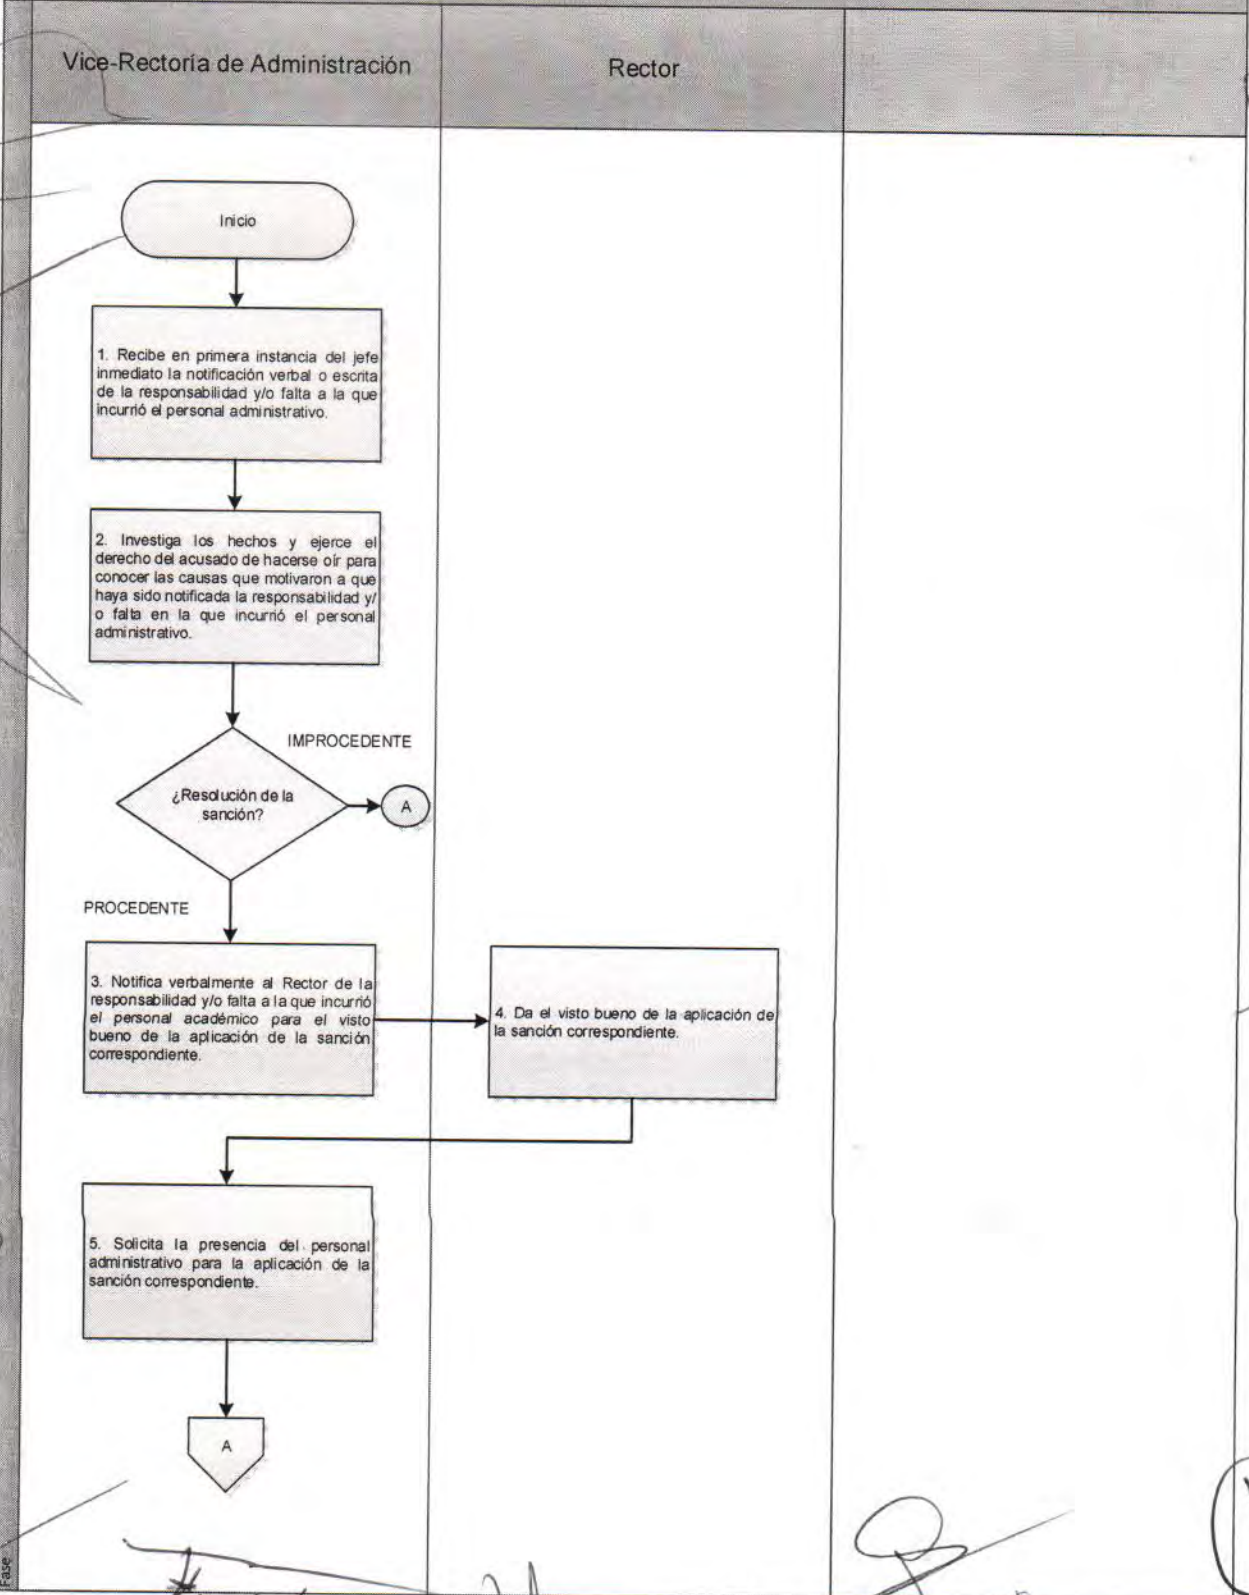 Vice-Rectoría de Administración
Rector
Inicio
1. Recibe en primera instancia del jefe
inmediato la notificación verbal o escrita
de la responsabilidad y/o falta a la que
incurrió el personal administrativo.
2. Investiga los hechos y ejerce el
derecho del acusado de hacerse oír para
conocer las causas que motivaron a que
haya sido notificada la responsabilidad y/
o falta en la que incurrió el personal
administrativo.
¿Resolución de la
sanción?
IMPROCEDENTE
A
PROCEDENTE
3. Notifica verbalmente al Rector de la
responsabilidad y/o falta a la que incurrió
el personal académico para el visto
bueno de la aplicación de la sanción
correspondiente.
4. Da el visto bueno de la aplicación de
la sanción correspondiente.
5. Solicita la presencia del personal
administrativo para la aplicación de la
sanción correspondiente.
A
Fase